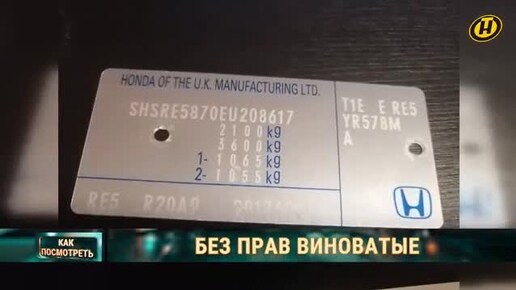 HONDA OF THE U.K. MANUFACTURING LTD.
SHSRE5870EU208617
2100kg
3600kg
1- 1065kg
2- 1055kg
T1E E RE5
YR578M
A
RE5 R20A2
КАК ПОСМОТРЕТЬ
БЕЗ ПРАВ ВИНОВАТЫЕ